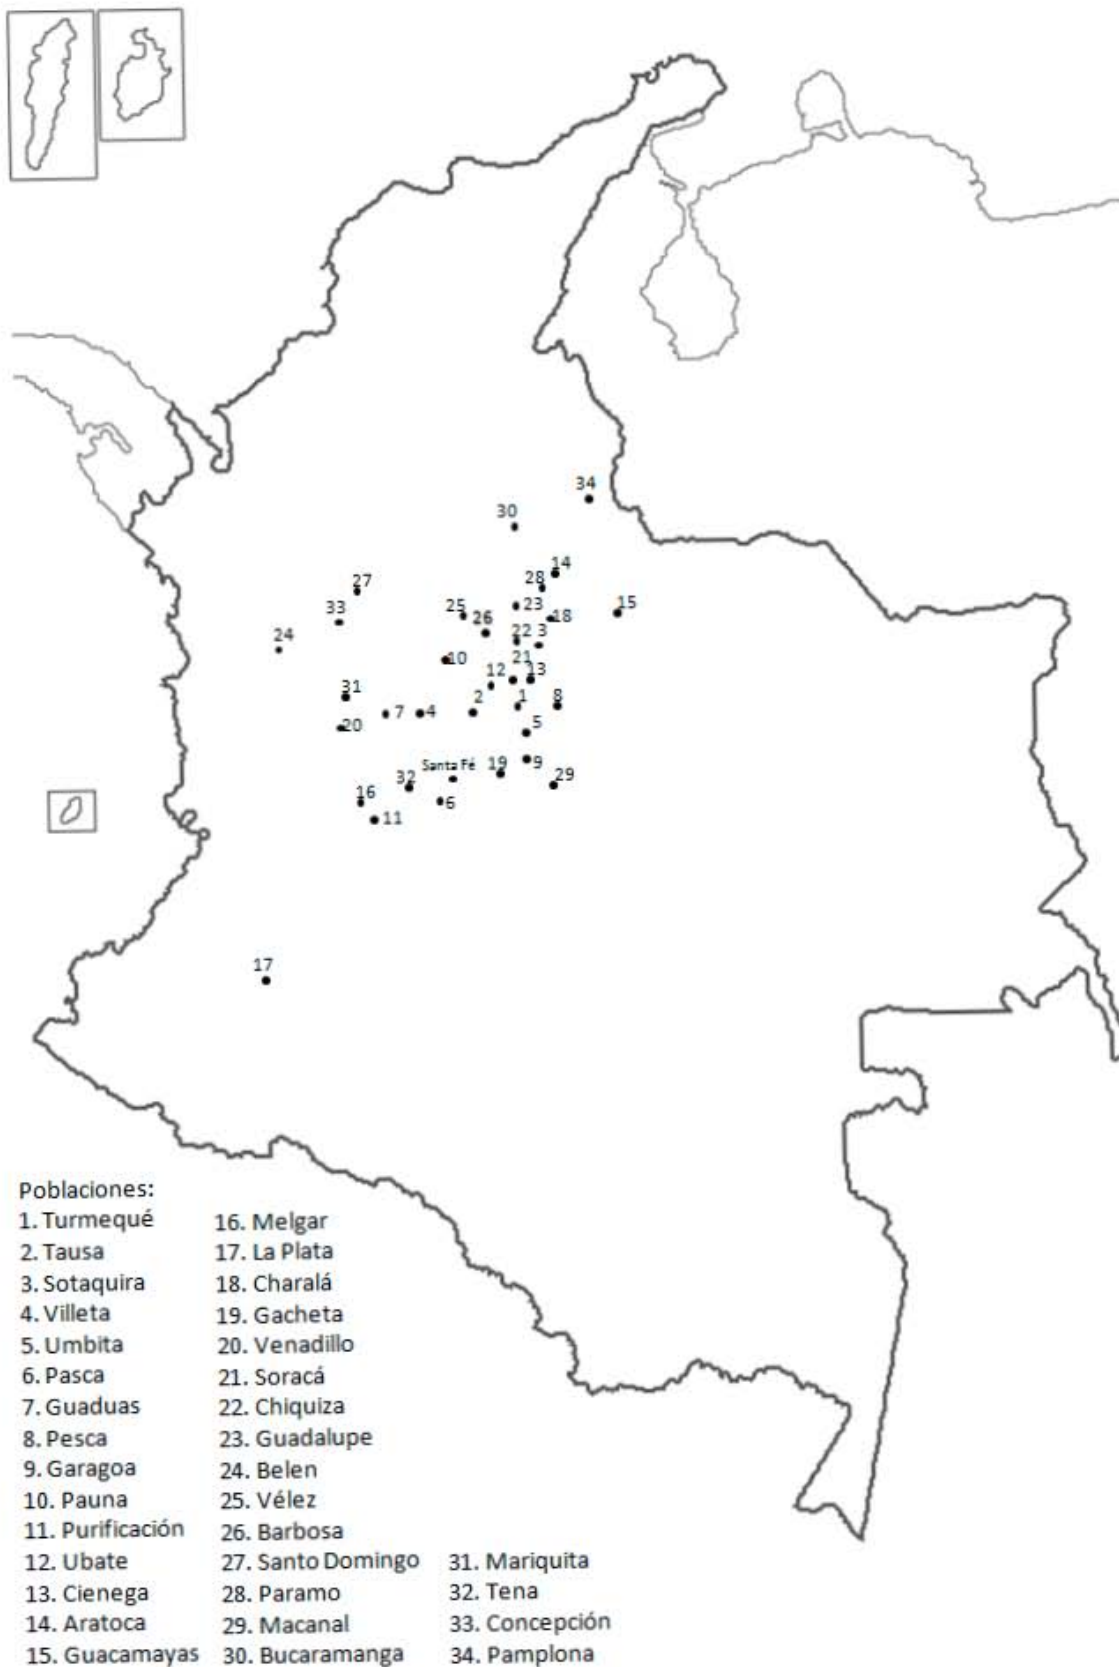 34
30
14
28
27
15
25
23
33
18
26
22 3
24
10
21
12 13
31
2
1
8
7
4
20
5
Santa Fé
19
9
32
29
16
6
11
17
Poblaciones:
1. Turmequé
2. Tausa
3. Sotaquira
4. Villeta
5. Umbita
6. Pasca
7. Guaduas
8. Pesca
9. Garagoa
10. Pauna
11. Purificación
12. Ubate
13. Cienega
14. Aratoca
15. Guacamayas
16. Melgar
17. La Plata
18. Charalá
19. Gacheta
20. Venadillo
21. Soracá
22. Chiquiza
23. Guadalupe
24. Belen
25. Vélez
26. Barbosa
27. Santo Domingo
28. Paramo
29. Macanal
30. Bucaramanga
31. Mariquita
32. Tena
33. Concepción
34. Pamplona